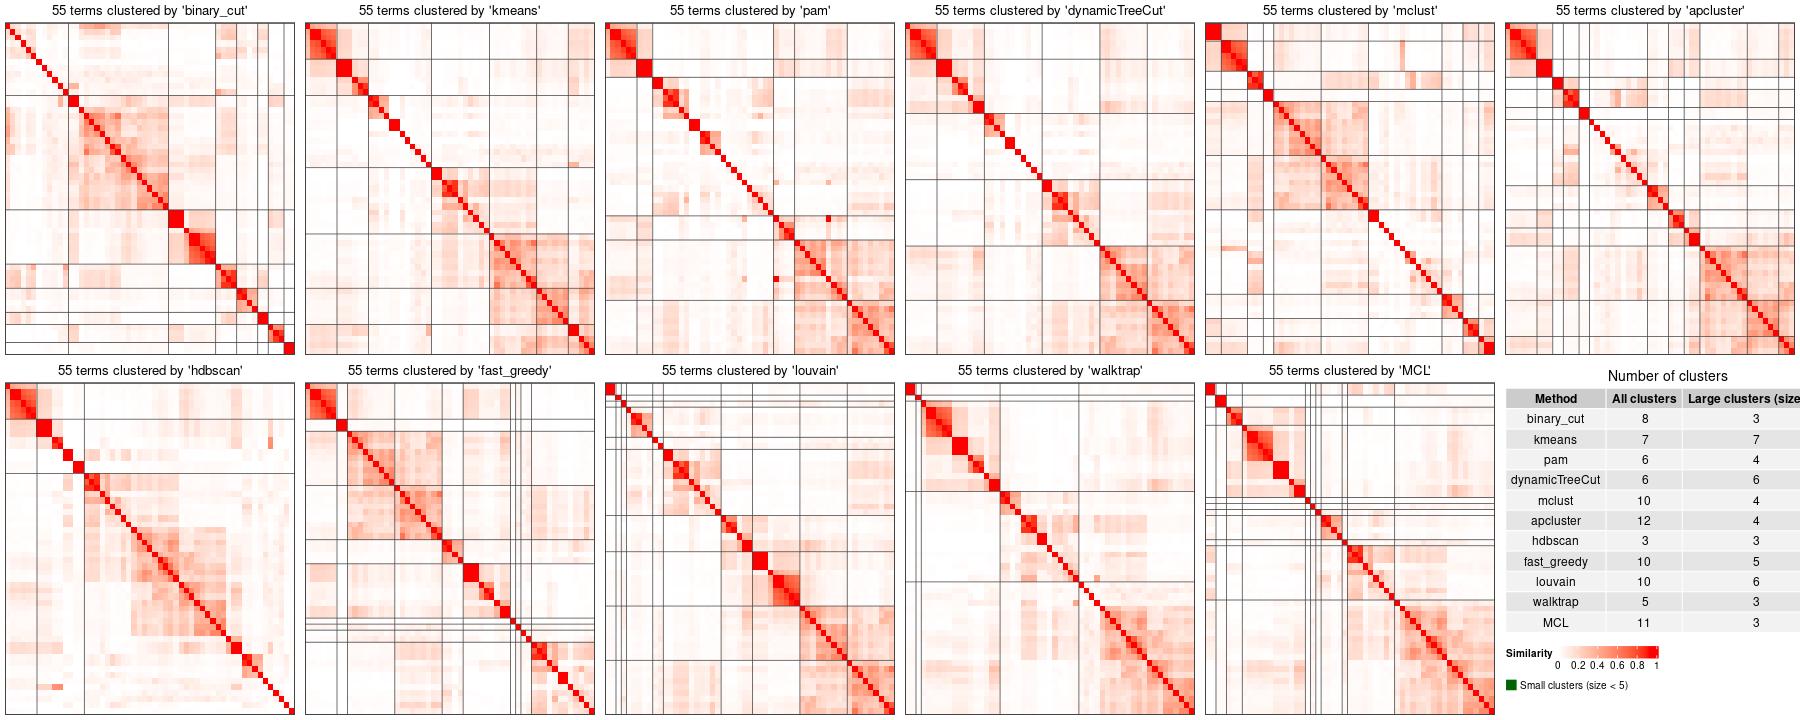 55 terms clustered by 'binary_cut'
55 terms clustered by 'kmeans'
55 terms clustered by 'pam'
55 terms clustered by 'dynamicTreeCut'
55 terms clustered by 'mclust'
55 terms clustered by 'apcluster'
55 terms clustered by 'hdbscan'
55 terms clustered by 'fast_greedy'
55 terms clustered by 'louvain'
55 terms clustered by 'walktrap'
55 terms clustered by 'MCL'
Number of clusters
Method All clusters Large clusters (size
binary_cut 8 3
kmeans 7 7
pam 6 4
dynamicTreeCut 6 6
mclust 10 4
apcluster 12 4
hdbscan 3 3
fast_greedy 10 5
louvain 10 6
walktrap 5 3
MCL 11 3
Similarity
0 0.2 0.4 0.6 0.8 1
Small clusters (size < 5)